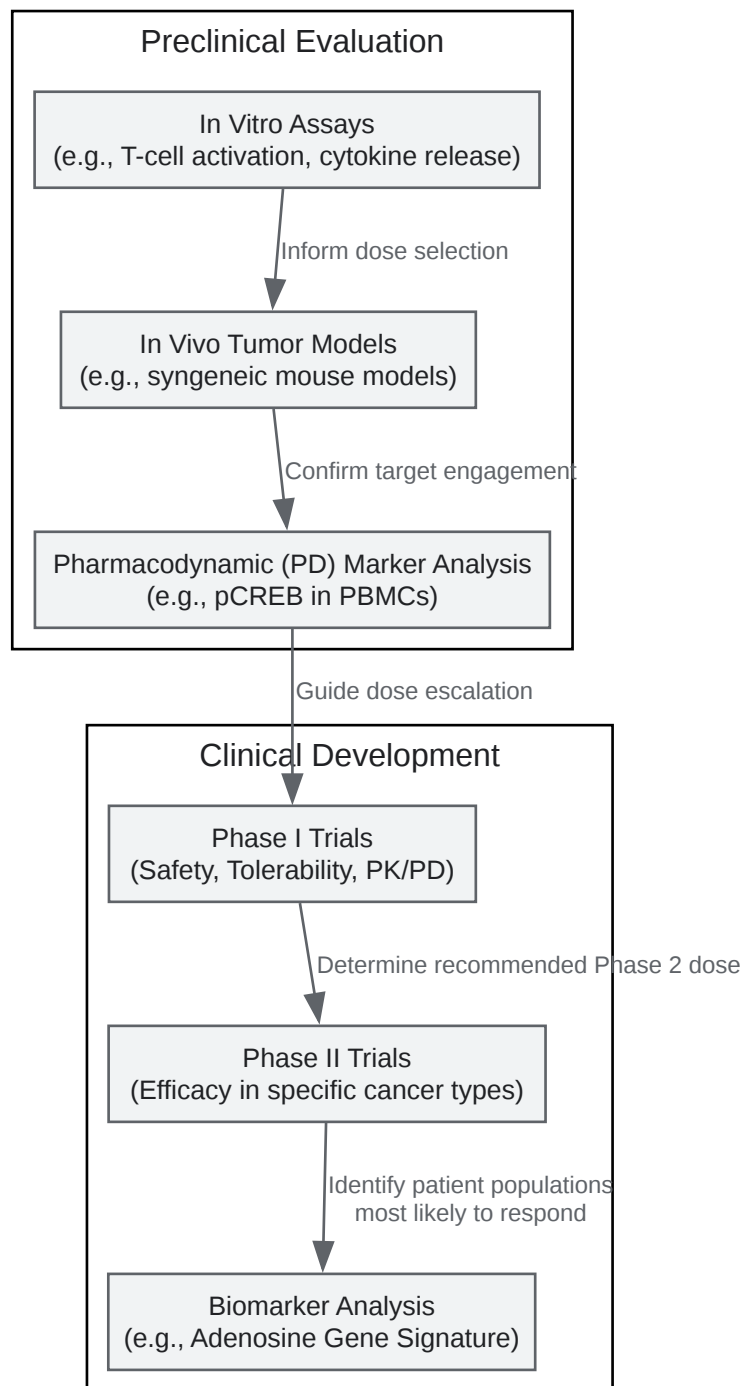 Preclinical Evaluation
In Vitro Assays
(e.g., T-cell activation, cytokine release)
Inform dose selection
In Vivo Tumor Models
(e.g., syngeneic mouse models)
Confirm target engagement
Pharmacodynamic (PD) Marker Analysis
(e.g., pCREB in PBMCs)
Guide dose escalation
Clinical Development
Phase I Trials
(Safety, Tolerability, PK/PD)
Determine recommended Phase 2 dose
Phase II Trials
(Efficacy in specific cancer types)
Identify patient populations
most likely to respond
Biomarker Analysis
(e.g., Adenosine Gene Signature)